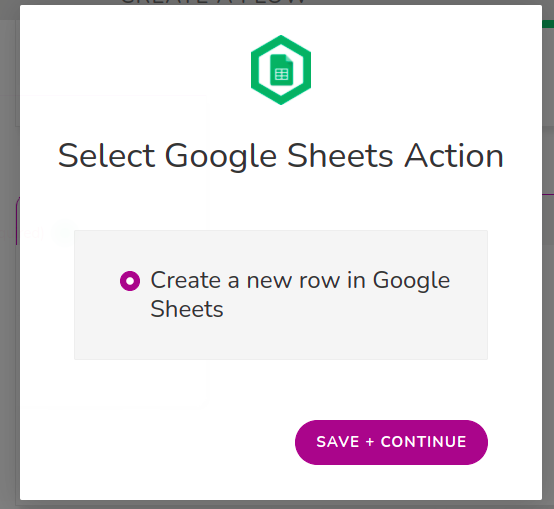 CREATE A FLOW
Select Google Sheets Action
Create a new row in Google
Sheets
SAVE + CONTINUE